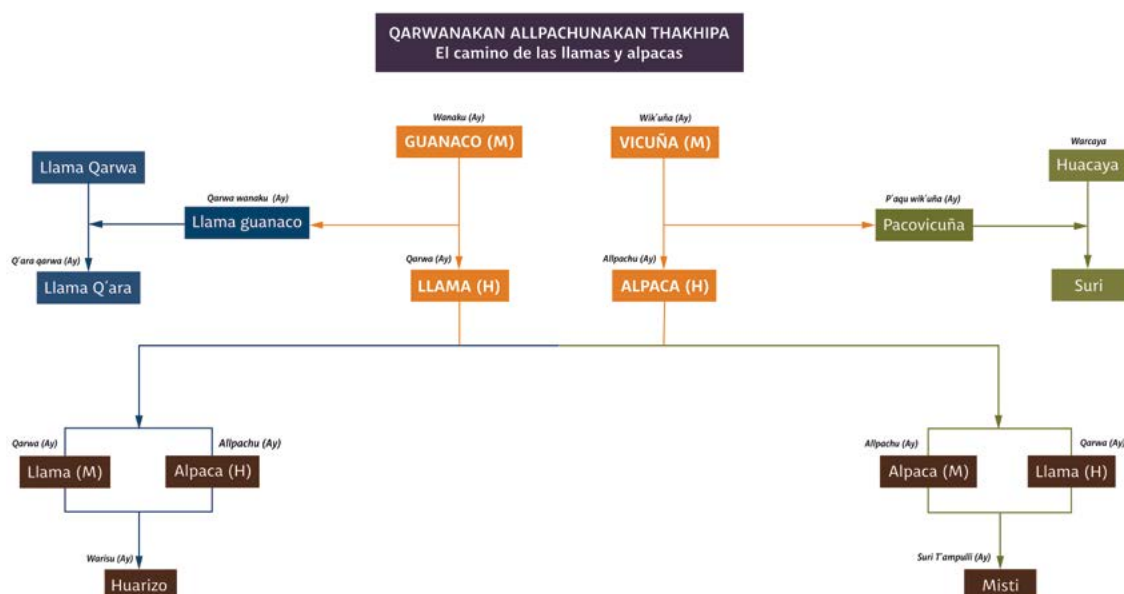 QARWANAKAN ALLPACHUNAKAN THAKHIPA
El camino de las llamas y alpacas
Wanaku (Ay)
GUANACO (M)
Wik´uña (Ay)
VICUÑA (M)
Llama Qarwa
Warcaya
Huacaya
Qarwa wanaku (Ay)
Llama guanaco
P´aqu wik´uña (Ay)
Pacovicuña
Q´ara qarwa (Ay)
Llama Q´ara
Qarwa (Ay)
LLAMA (H)
Allpachu (Ay)
ALPACA (H)
Suri
Qarwa (Ay)
Llama (M)
Allpachu (Ay)
Alpaca (H)
Allpachu (Ay)
Alpaca (M)
Qarwa (Ay)
Llama (H)
Warisu (Ay)
Huarizo
Suri T´ampulli (Ay)
Misti